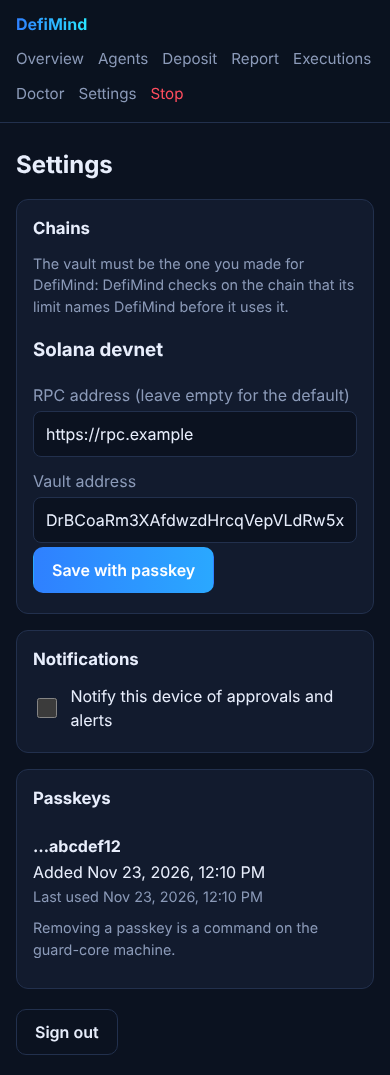 DefiMind
Overview Agents Deposit Report Executions
Doctor Settings Stop
Settings
Chains
The vault must be the one you made for
DefiMind: DefiMind checks on the chain that its
limit names DefiMind before it uses it.
Solana devnet
RPC address (leave empty for the default)
https://rpc.example
Vault address
DrBCoaRm3XAfdwzdHrcqVepVLdRw5x
Save with passkey
Notifications
Notify this device of approvals and
alerts
Passkeys
…abcdef12
Added Nov 23, 2026, 12:10 PM
Last used Nov 23, 2026, 12:10 PM
Removing a passkey is a command on the
guard-core machine.
Sign out